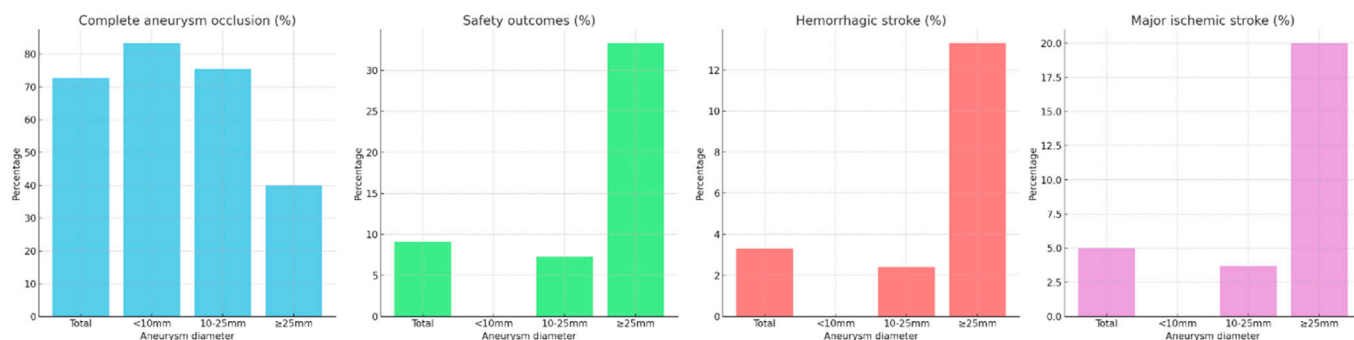 Complete aneurysm occlusion (%)
Percentage
80
70
60
50
40
30
20
10
0
Total <10mm 10-25mm ≥25mm
Aneurysm diameter
Safety outcomes (%)
Percentage
30
25
20
15
10
5
0
Total <10mm 10-25mm ≥25mm
Aneurysm diameter
Hemorrhagic stroke (%)
Percentage
12
10
8
6
4
2
0
Total <10mm 10-25mm ≥25mm
Aneurysm diameter
Major ischemic stroke (%)
Percentage
20.0
17.5
15.0
12.5
10.0
7.5
5.0
2.5
0.0
Total <10mm 10-25mm ≥25mm
Aneurysm diameter